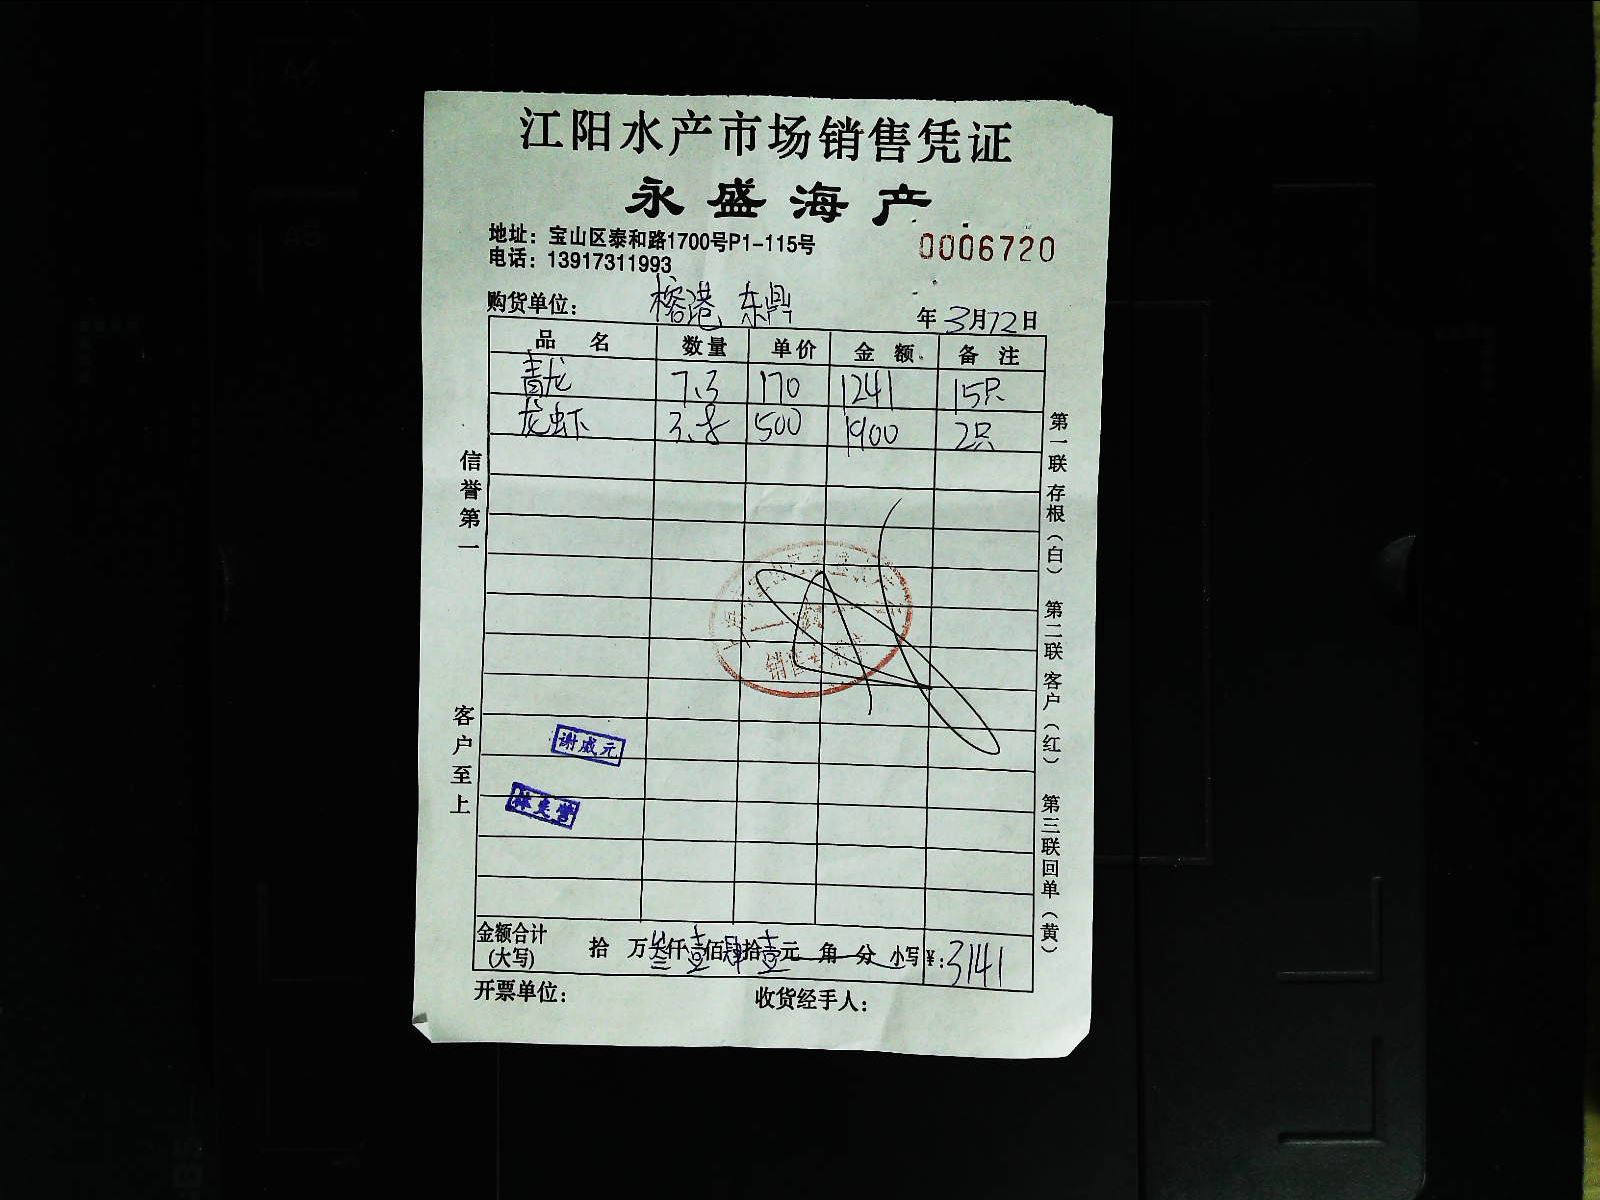 江阳水产市场销售凭证
永盛海产
地址：宝山区泰和路1700号P1-115号
电话：13917311993
0006720
购货单位：榕港 东鼎
年3月12日
品名 数量 单价 金额 备注
青龙 7.3 170 1241 15只
龙虾 3.8 500 1900 2只
信誉第一
客户至上
第一联存根（白）
第二联客户（红）
第三联回单（黄）
销售
谢成元
金额合计(大写) 拾 万叁仟壹佰肆拾壹元 角 分 小写¥:3141
开票单位： 收货经手人：